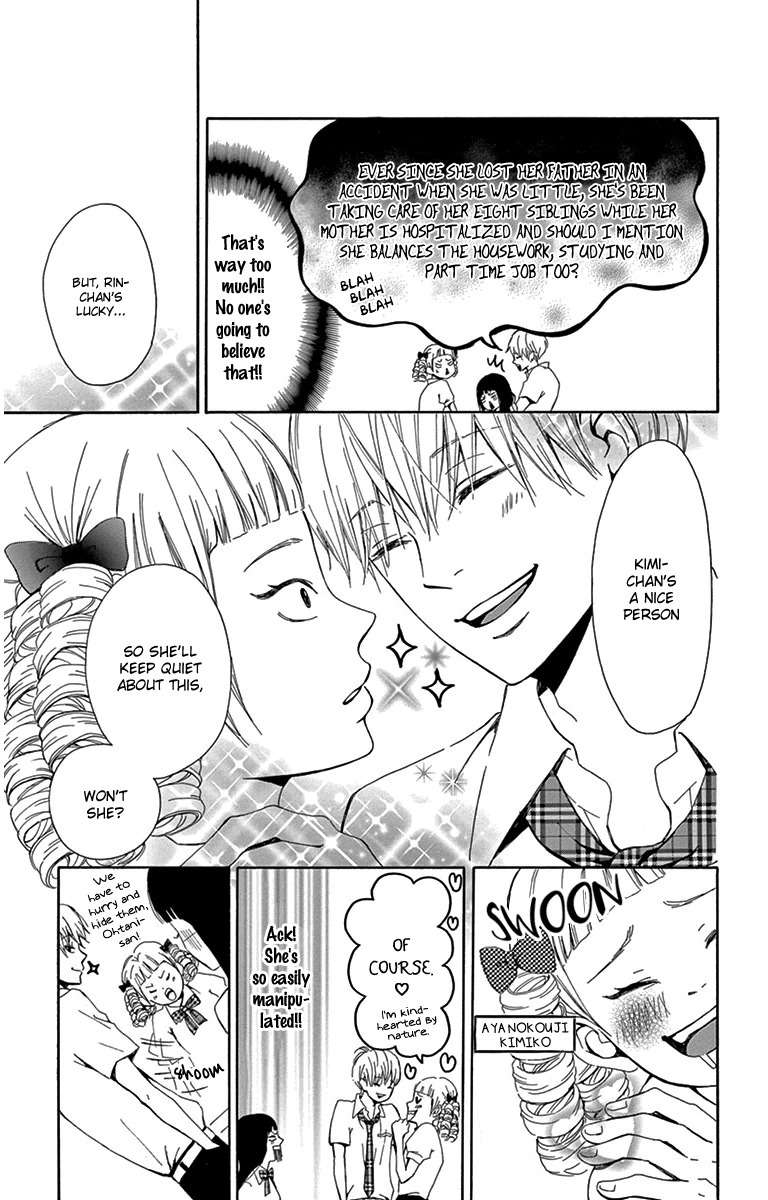 EVER SINCE SHE LOST HER FATHER IN AN
ACCIDENT WHEN SHE WAS LITTLE, SHE'S BEEN
TAKING CARE OF HER EIGHT SIBLINGS WHILE HER
MOTHER IS HOSPITALIZED AND SHOULD I MENTION
SHE BALANCES THE HOUSEWORK, STUDYING AND
PART TIME JOB TOO?
BLAH
BLAH
BLAH
That's
way too
much!!
No one's
going to
believe
that!!
BUT, RIN-
CHAN'S
LUCKY...
KIMI-
CHAN'S
A NICE
PERSON
SO SHE'LL
KEEP QUIET
ABOUT THIS,
WON'T
SHE?
SWOON
AYANOKOUJI
KIMIKO
OF
COURSE.
I'm kind-
hearted by
nature.
Ack!
She's
so easily
manipu-
lated!!
We
have to
hurry and
hide them,
Ohtani-
san!
shoom